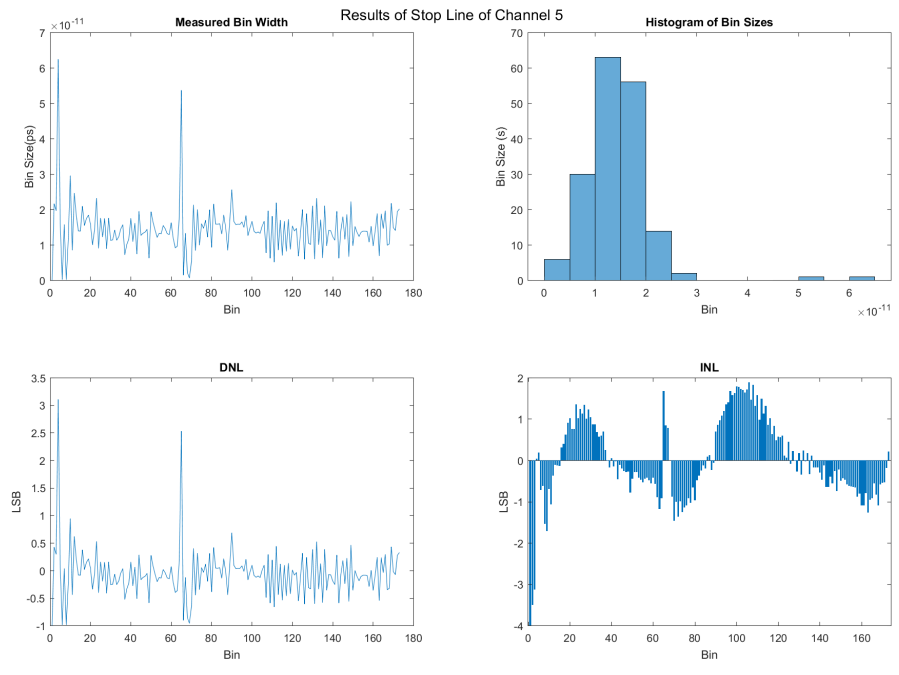 Results of Stop Line of Channel 5
Measured Bin Width
×10⁻¹¹
7
6
5
4
3
2
1
0
Bin Size(ps)
0 20 40 60 80 100 120 140 160 180
Bin
Histogram of Bin Sizes
70
60
50
40
30
20
10
0
Bin Size (s)
0 1 2 3 4 5 6
Bin
×10⁻¹¹
DNL
3.5
3
2.5
2
1.5
1
0.5
0
-0.5
-1
LSB
0 20 40 60 80 100 120 140 160 180
Bin
INL
2
1
0
-1
-2
-3
-4
LSB
0 20 40 60 80 100 120 140 160
Bin